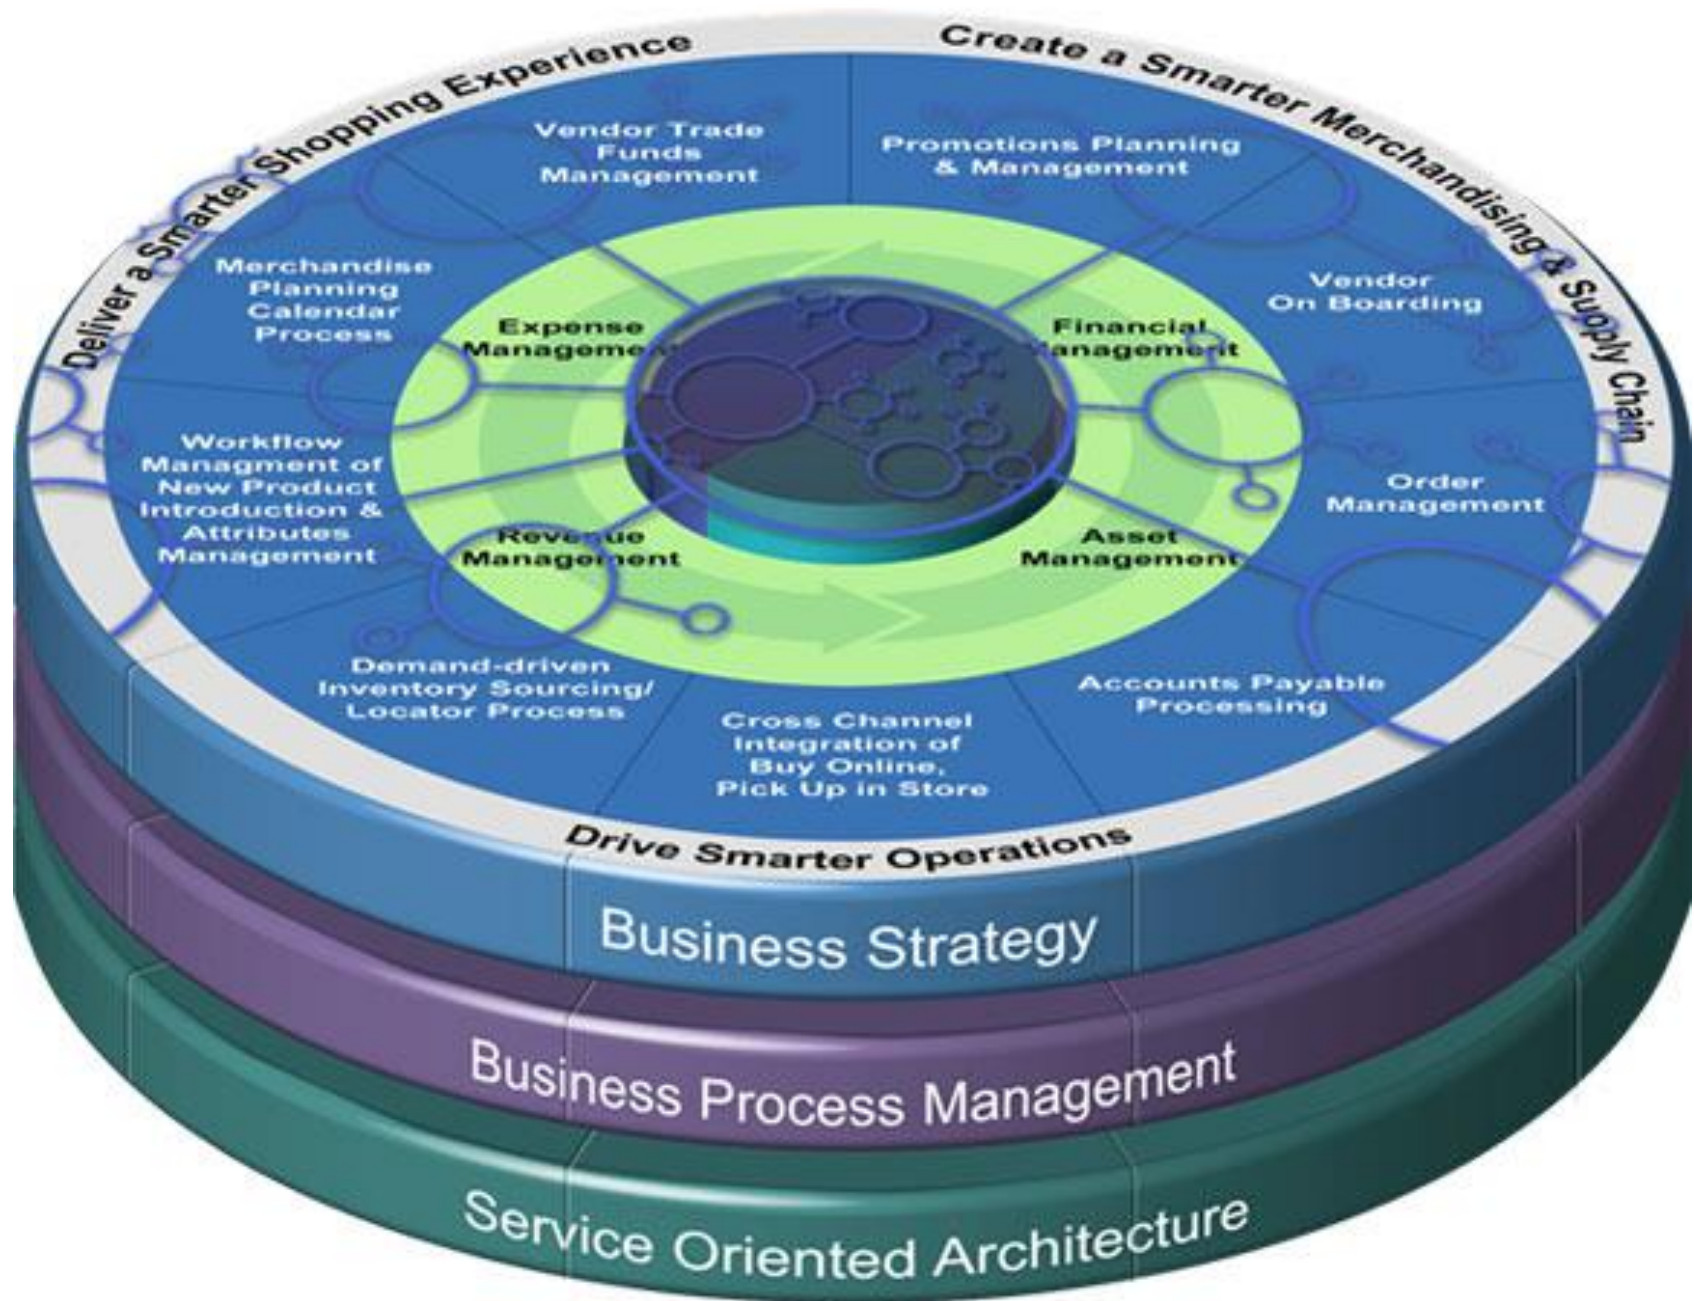 Deliver a Smarter Shopping Experience
Create a Smarter Merchandising & Supply Chain
Vendor Trade
Funds
Management
Promotions Planning
& Management
Merchandise
Planning
Calendar
Process
Vendor
On Boarding
Expense
Management
Financial
Management
Workflow
Managment of
New Product
Introduction &
Attributes
Management
Order
Management
Revenue
Management
Asset
Management
Demand-driven
Inventory Sourcing/
Locator Process
Cross Channel
Integration of
Buy Online,
Pick Up in Store
Accounts Payable
Processing
Drive Smarter Operations
Business Strategy
Business Process Management
Service Oriented Architecture